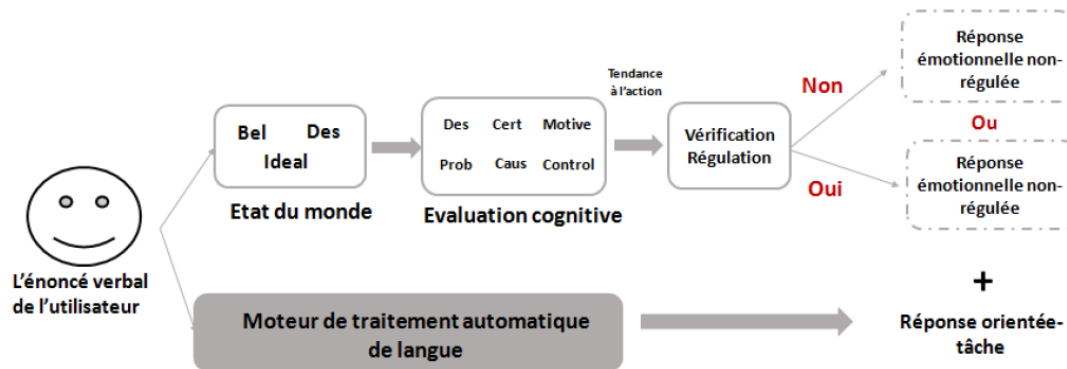 L'énoncé verbal
de l'utilisateur
Bel Des
Ideal
Etat du monde
Des Cert Motive
Prob Caus Control
Evaluation cognitive
Tendance
à l'action
Vérification
Régulation
Non
Oui
Réponse
émotionnelle non-
régulée
Ou
Réponse
émotionnelle non-
régulée
+
Moteur de traitement automatique
de langue
Réponse orientée-
tâche